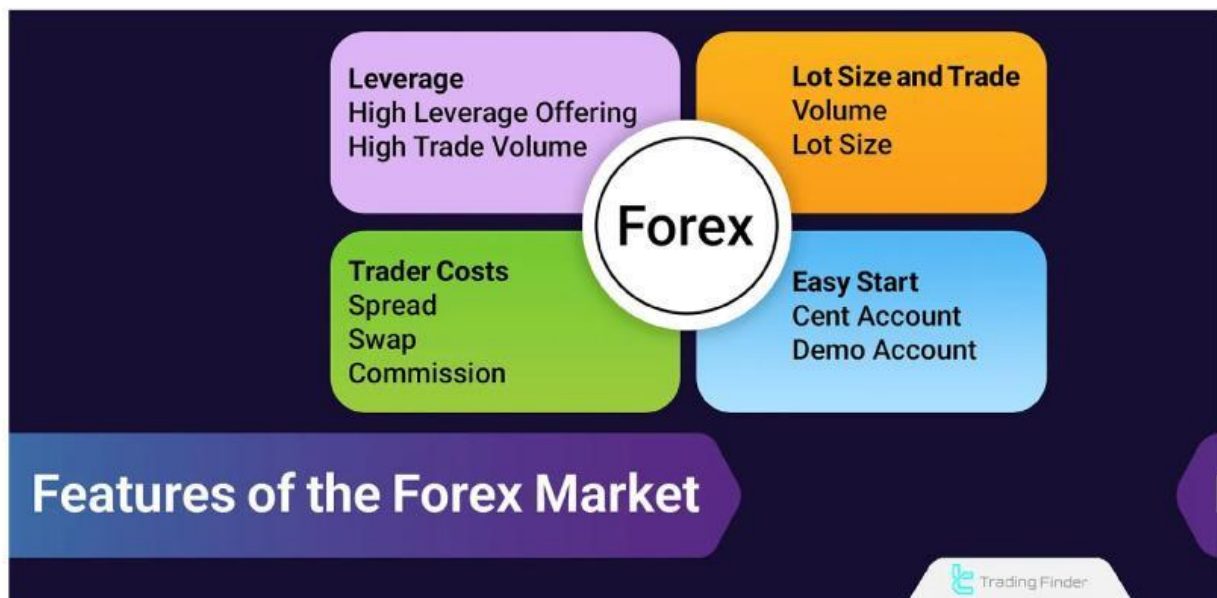 Leverage
High Leverage Offering
High Trade Volume
Lot Size and Trade
Volume
Lot Size
Forex
Trader Costs
Spread
Swap
Commission
Easy Start
Cent Account
Demo Account
Features of the Forex Market
Trading Finder